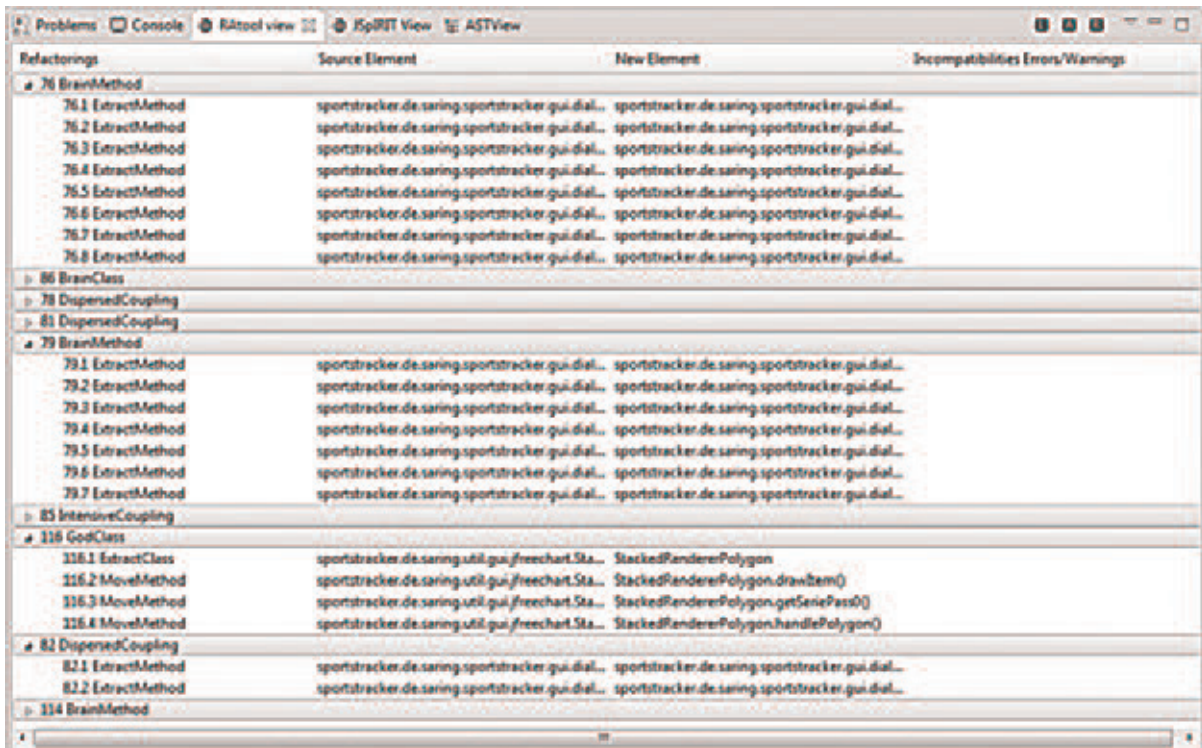 Problems Console RAtool view JSpIRIT View ASTView
Refactorings Source Element New Element Incompatibilities Errors/Warnings
76 BrainMethod
76.1 ExtractMethod sportstracker.de.saring.sportstracker.gui.dial... sportstracker.de.saring.sportstracker.gui.dial...
76.2 ExtractMethod sportstracker.de.saring.sportstracker.gui.dial... sportstracker.de.saring.sportstracker.gui.dial...
76.3 ExtractMethod sportstracker.de.saring.sportstracker.gui.dial... sportstracker.de.saring.sportstracker.gui.dial...
76.4 ExtractMethod sportstracker.de.saring.sportstracker.gui.dial... sportstracker.de.saring.sportstracker.gui.dial...
76.5 ExtractMethod sportstracker.de.saring.sportstracker.gui.dial... sportstracker.de.saring.sportstracker.gui.dial...
76.6 ExtractMethod sportstracker.de.saring.sportstracker.gui.dial... sportstracker.de.saring.sportstracker.gui.dial...
76.7 ExtractMethod sportstracker.de.saring.sportstracker.gui.dial... sportstracker.de.saring.sportstracker.gui.dial...
76.8 ExtractMethod sportstracker.de.saring.sportstracker.gui.dial... sportstracker.de.saring.sportstracker.gui.dial...
86 BrainClass
78 DispersedCoupling
81 DispersedCoupling
79 BrainMethod
79.1 ExtractMethod sportstracker.de.saring.sportstracker.gui.dial... sportstracker.de.saring.sportstracker.gui.dial...
79.2 ExtractMethod sportstracker.de.saring.sportstracker.gui.dial... sportstracker.de.saring.sportstracker.gui.dial...
79.3 ExtractMethod sportstracker.de.saring.sportstracker.gui.dial... sportstracker.de.saring.sportstracker.gui.dial...
79.4 ExtractMethod sportstracker.de.saring.sportstracker.gui.dial... sportstracker.de.saring.sportstracker.gui.dial...
79.5 ExtractMethod sportstracker.de.saring.sportstracker.gui.dial... sportstracker.de.saring.sportstracker.gui.dial...
79.6 ExtractMethod sportstracker.de.saring.sportstracker.gui.dial... sportstracker.de.saring.sportstracker.gui.dial...
79.7 ExtractMethod sportstracker.de.saring.sportstracker.gui.dial... sportstracker.de.saring.sportstracker.gui.dial...
85 IntensiveCoupling
116 GodClass
116.1 ExtractClass sportstracker.de.saring.util.gui.jfreechart.Sta... StackedRendererPolygon
116.2 MoveMethod sportstracker.de.saring.util.gui.jfreechart.Sta... StackedRendererPolygon.drawItem()
116.3 MoveMethod sportstracker.de.saring.util.gui.jfreechart.Sta... StackedRendererPolygon.getSeriePass0()
116.4 MoveMethod sportstracker.de.saring.util.gui.jfreechart.Sta... StackedRendererPolygon.handlePolygon()
82 DispersedCoupling
82.1 ExtractMethod sportstracker.de.saring.sportstracker.gui.dial... sportstracker.de.saring.sportstracker.gui.dial...
82.2 ExtractMethod sportstracker.de.saring.sportstracker.gui.dial... sportstracker.de.saring.sportstracker.gui.dial...
114 BrainMethod